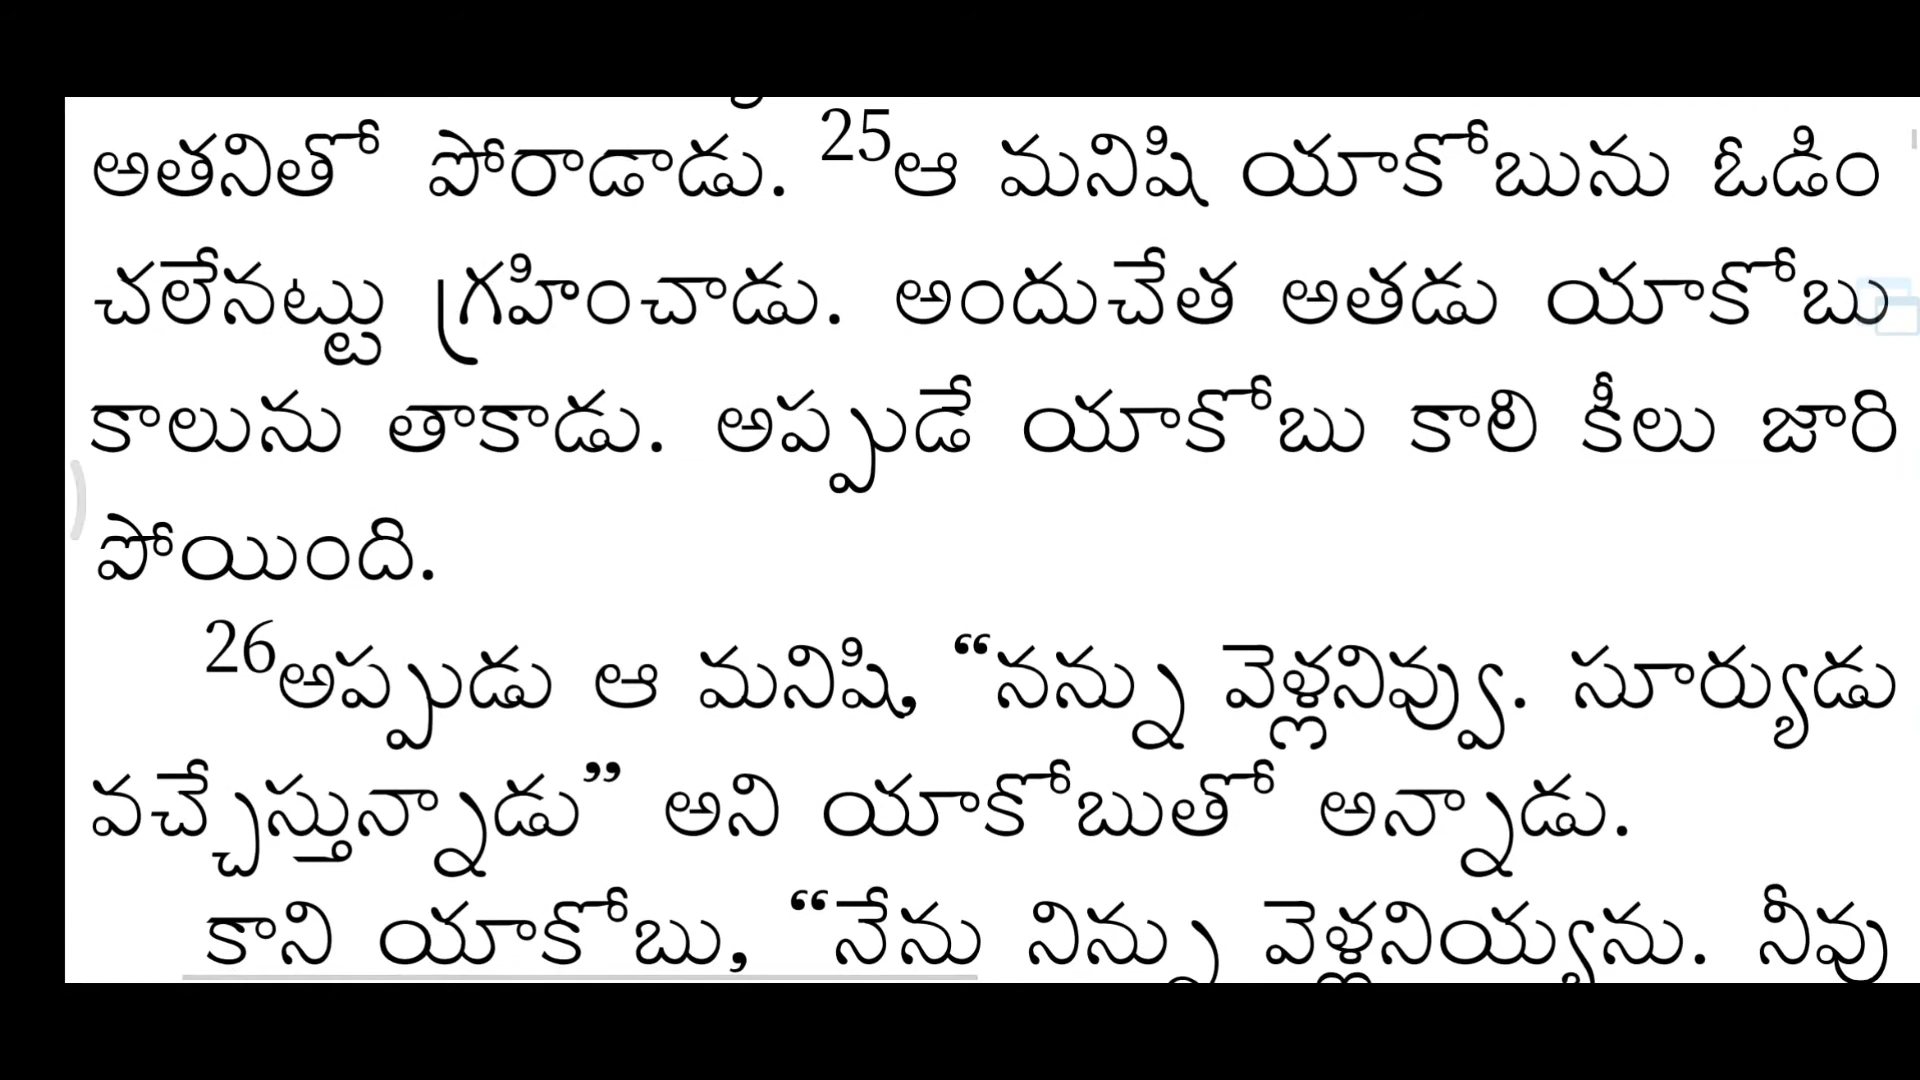 అతనితో పోరాడాడు. 25ఆ మనిషి యాకోబును ఓడిం
చలేనట్టు గ్రహించాడు. అందుచేత అతడు యాకోబు
కాలును తాకాడు. అప్పుడే యాకోబు కాలి కీలు జారి
పోయింది.
26అప్పుడు ఆ మనిషి, “నన్ను వెళ్లనివ్వు. సూర్యుడు
వచ్చేస్తున్నాడు” అని యాకోబుతో అన్నాడు.
కాని యాకోబు, “నేను నిన్ను వెళ్లనియ్యను. నీవు